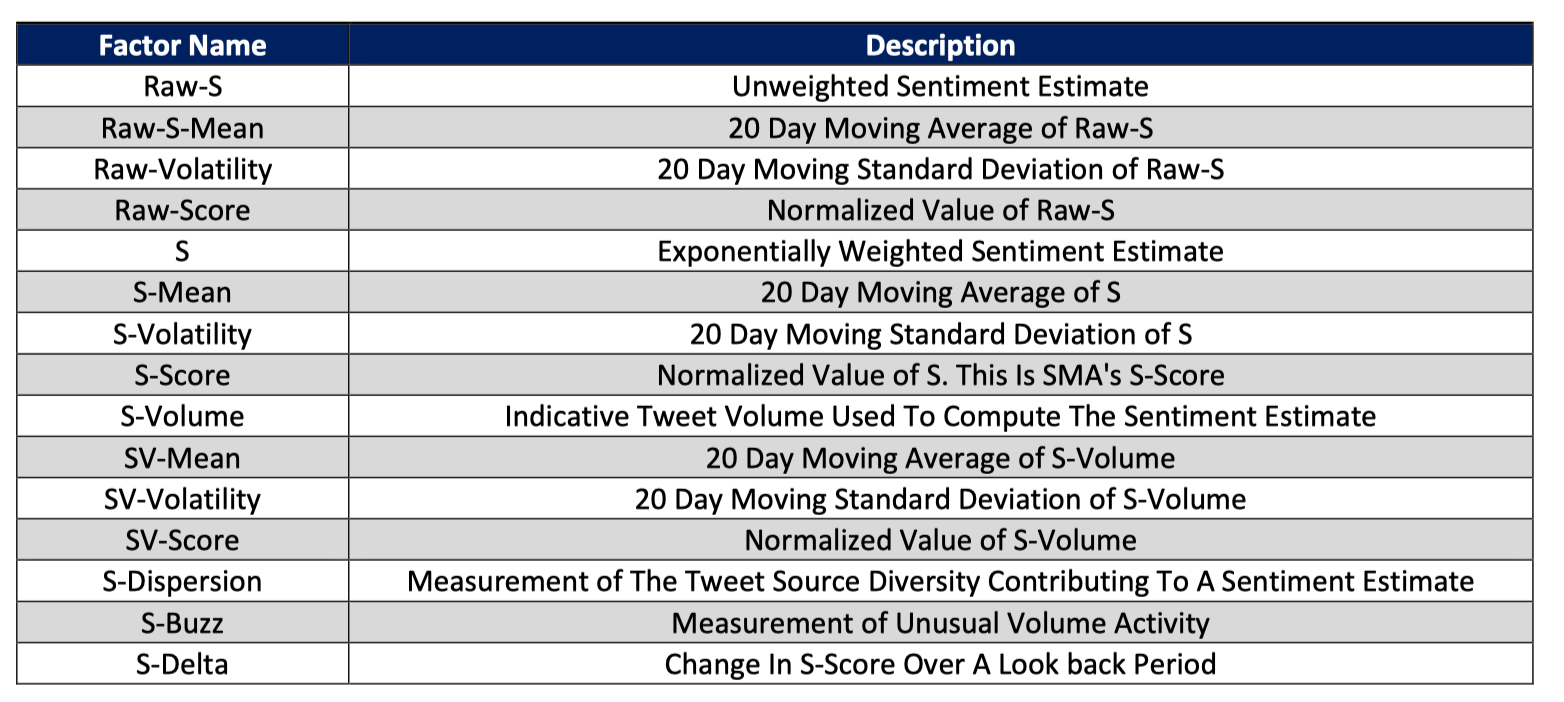 Factor Name Description
Raw-S Unweighted Sentiment Estimate
Raw-S-Mean 20 Day Moving Average of Raw-S
Raw-Volatility 20 Day Moving Standard Deviation of Raw-S
Raw-Score Normalized Value of Raw-S
S Exponentially Weighted Sentiment Estimate
S-Mean 20 Day Moving Average of S
S-Volatility 20 Day Moving Standard Deviation of S
S-Score Normalized Value of S. This Is SMA's S-Score
S-Volume Indicative Tweet Volume Used To Compute The Sentiment Estimate
SV-Mean 20 Day Moving Average of S-Volume
SV-Volatility 20 Day Moving Standard Deviation of S-Volume
SV-Score Normalized Value of S-Volume
S-Dispersion Measurement of The Tweet Source Diversity Contributing To A Sentiment Estimate
S-Buzz Measurement of Unusual Volume Activity
S-Delta Change In S-Score Over A Look back Period